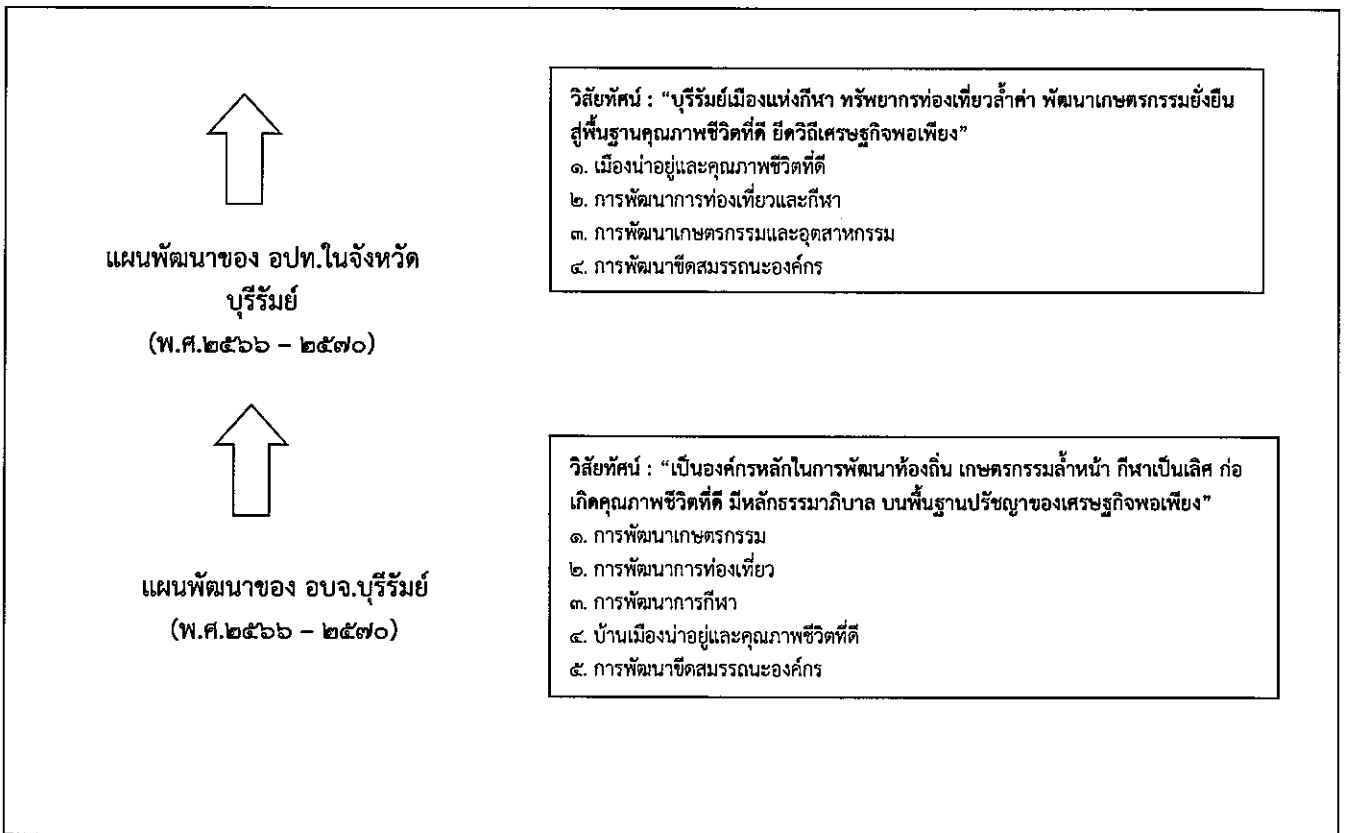 วิสัยทัศน์ : “บุรีรัมย์เมืองแห่งกีฬา ทรัพยากรท่องเที่ยวล้ำค่า พัฒนาเกษตรกรรมยั่งยืน
สู่พื้นฐานคุณภาพชีวิตที่ดี ยึดวิถีเศรษฐกิจพอเพียง”
๑. เมืองน่าอยู่และคุณภาพชีวิตที่ดี
๒. การพัฒนาการท่องเที่ยวและกีฬา
๓. การพัฒนาเกษตรกรรมและอุตสาหกรรม
๔. การพัฒนาขีดสมรรถนะองค์กร
แผนพัฒนาของ อปท.ในจังหวัด
บุรีรัมย์
(พ.ศ.๒๕๖๖ – ๒๕๗๐)
วิสัยทัศน์ : “เป็นองค์กรหลักในการพัฒนาท้องถิ่น เกษตรกรรมล้ำหน้า กีฬาเป็นเลิศ ก่อ
เกิดคุณภาพชีวิตที่ดี มีหลักธรรมาภิบาล บนพื้นฐานปรัชญาของเศรษฐกิจพอเพียง”
๑. การพัฒนาเกษตรกรรม
๒. การพัฒนาการท่องเที่ยว
๓. การพัฒนาการกีฬา
๔. บ้านเมืองน่าอยู่และคุณภาพชีวิตที่ดี
๕. การพัฒนาขีดสมรรถนะองค์กร
แผนพัฒนาของ อบจ.บุรีรัมย์
(พ.ศ.๒๕๖๖ – ๒๕๗๐)